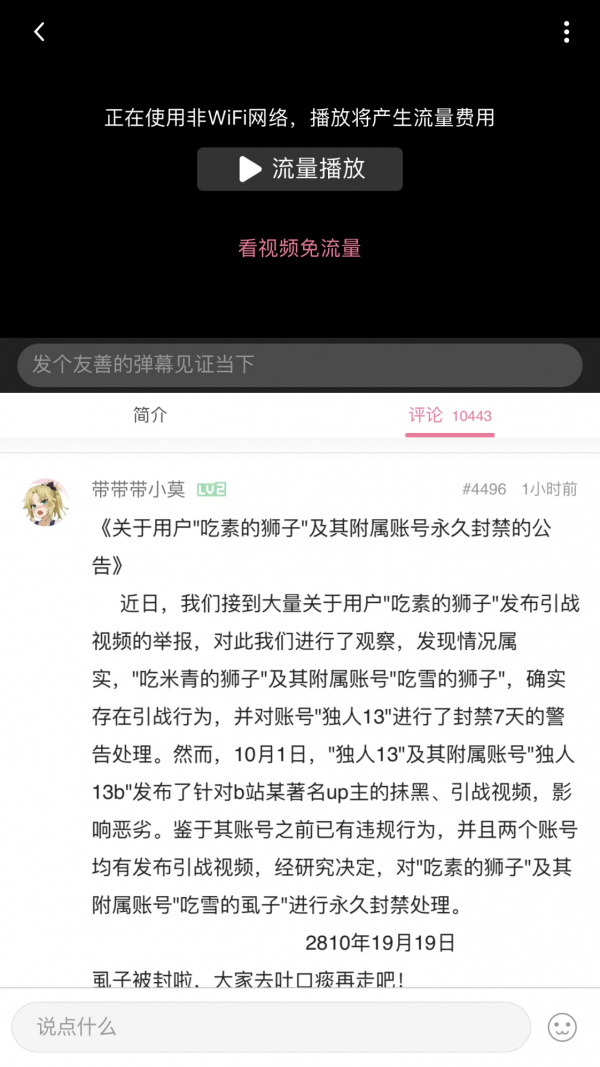 正在使用非WiFi网络，播放将产生流量费用
流量播放
看视频免流量
发个友善的弹幕见证当下
简介
评论 10443
带带带小莫 LV2 #4496 1小时前
《关于用户"吃素的狮子"及其附属账号永久封禁的公
告》
近日，我们接到大量关于用户"吃素的狮子"发布引战
视频的举报，对此我们进行了观察，发现情况属
实，"吃米青的狮子"及其附属账号"吃雪的狮子"，确实
存在引战行为，并对账号"独人13"进行了封禁7天的警
告处理。然而，10月1日，"独人13"及其附属账号"独人
13b"发布了针对b站某著名up主的抹黑、引战视频，影
响恶劣。鉴于其账号之前已有违规行为，并且两个账号
均有发布引战视频，经研究决定，对"吃素的狮子"及其
附属账号"吃雪的虱子"进行永久封禁处理。
2810年19月19日
虱子被封啦，大家去吐口痰再走吧！
说点什么